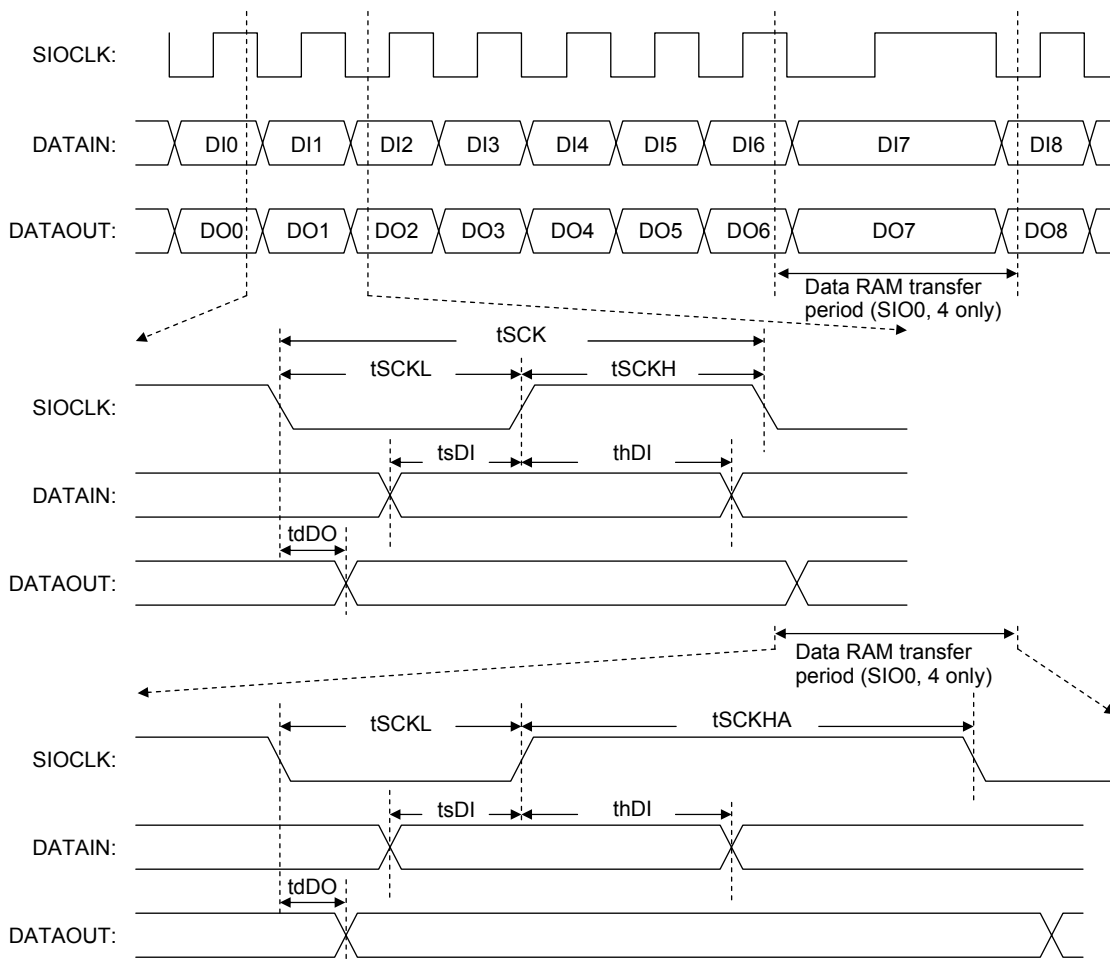 SIOCLK:
DATAIN: DI0 DI1 DI2 DI3 DI4 DI5 DI6 DI7 DI8
DATAOUT: DO0 DO1 DO2 DO3 DO4 DO5 DO6 DO7 DO8
Data RAM transfer
period (SIO0, 4 only)
tSCK
tSCKL tSCKH
SIOCLK:
tsDI thDI
DATAIN:
tdDO
DATAOUT:
Data RAM transfer
period (SIO0, 4 only)
tSCKL tSCKHA
SIOCLK:
tsDI thDI
DATAIN:
tdDO
DATAOUT: